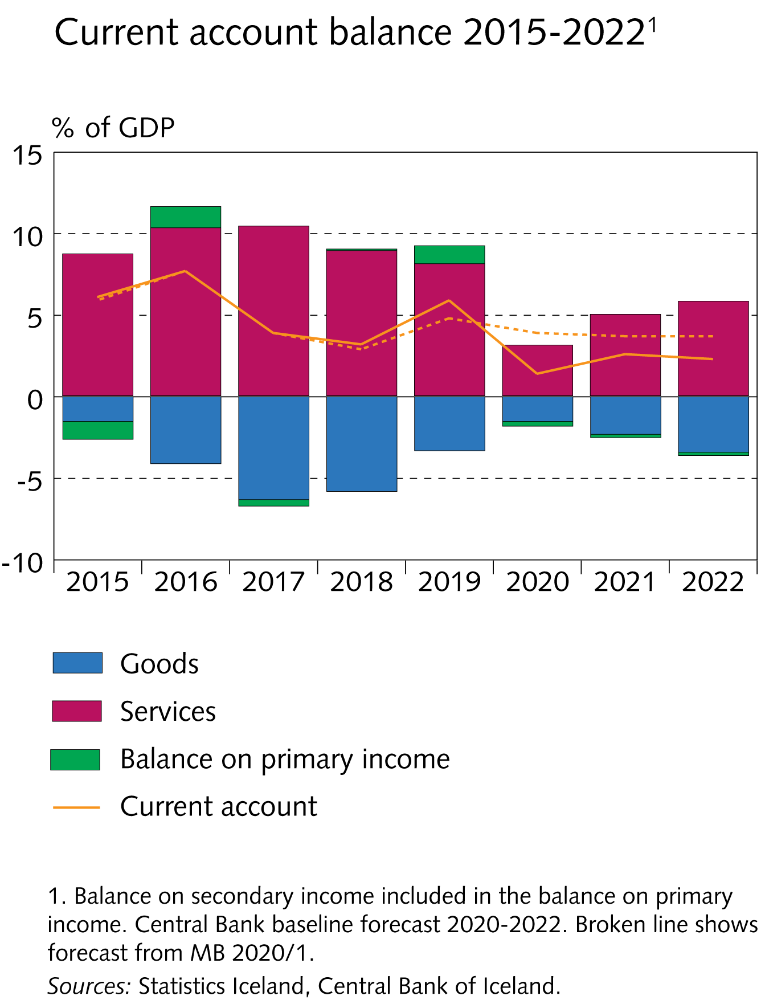 Current account balance 2015-2022¹
% of GDP
15
10
5
0
-5
-10
2015 2016 2017 2018 2019 2020 2021 2022
Goods
Services
Balance on primary income
Current account
1. Balance on secondary income included in the balance on primary
income. Central Bank baseline forecast 2020-2022. Broken line shows
forecast from MB 2020/1.
Sources: Statistics Iceland, Central Bank of Iceland.